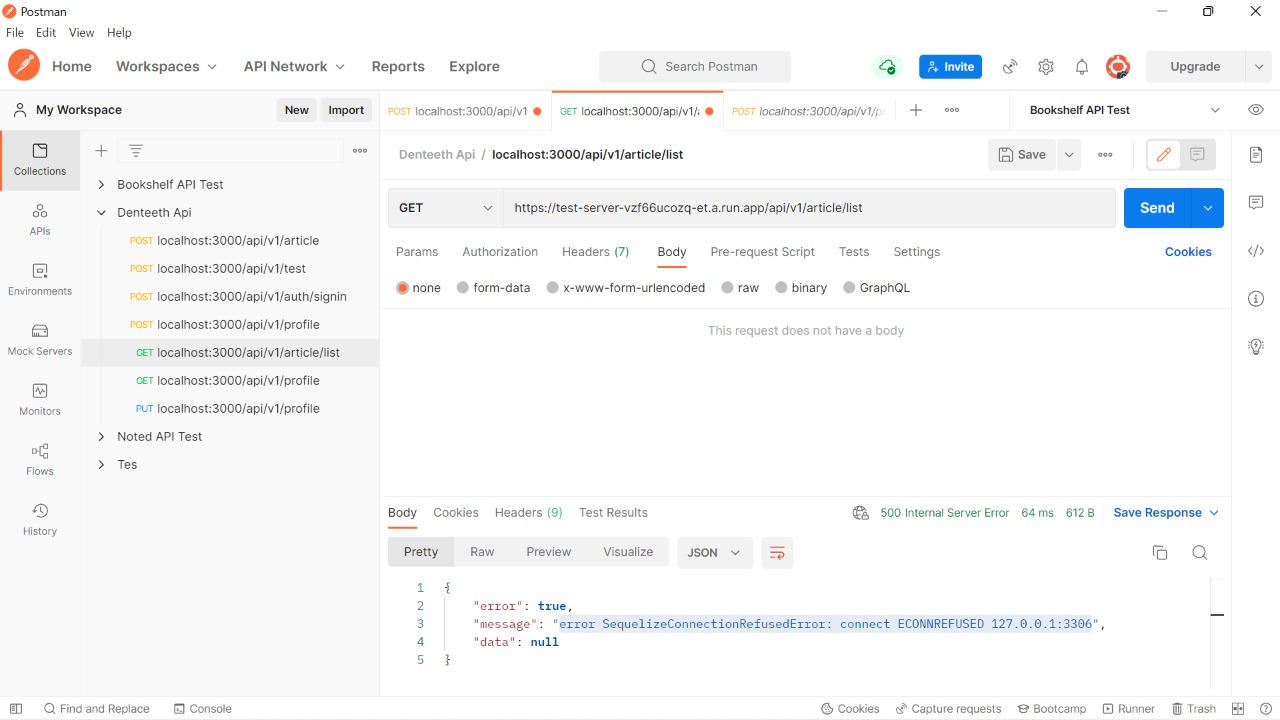 Postman
File Edit View Help
Home Workspaces API Network Reports Explore Search Postman Invite Upgrade
My Workspace New Import
POST localhost:3000/api/v1 GET localhost:3000/api/v1/a POST localhost:3000/api/v1/pr Bookshelf API Test
Denteeth Api / localhost:3000/api/v1/article/list Save
Collections
APIs
Environments
Mock Servers
Monitors
Flows
History
Bookshelf API Test
Denteeth Api
POST localhost:3000/api/v1/article
POST localhost:3000/api/v1/test
POST localhost:3000/api/v1/auth/signin
POST localhost:3000/api/v1/profile
GET localhost:3000/api/v1/article/list
GET localhost:3000/api/v1/profile
PUT localhost:3000/api/v1/profile
Noted API Test
Tes
GET https://test-server-vzf66ucozq-et.a.run.app/api/v1/article/list Send
Params Authorization Headers (7) Body Pre-request Script Tests Settings Cookies
none form-data x-www-form-urlencoded raw binary GraphQL
This request does not have a body
Body Cookies Headers (9) Test Results 500 Internal Server Error 64 ms 612 B Save Response
Pretty Raw Preview Visualize JSON
1 {
2 "error": true,
3 "message": "error SequelizeConnectionRefusedError: connect ECONNREFUSED 127.0.0.1:3306",
4 "data": null
5 }
Find and Replace Console Cookies Capture requests Bootcamp Runner Trash